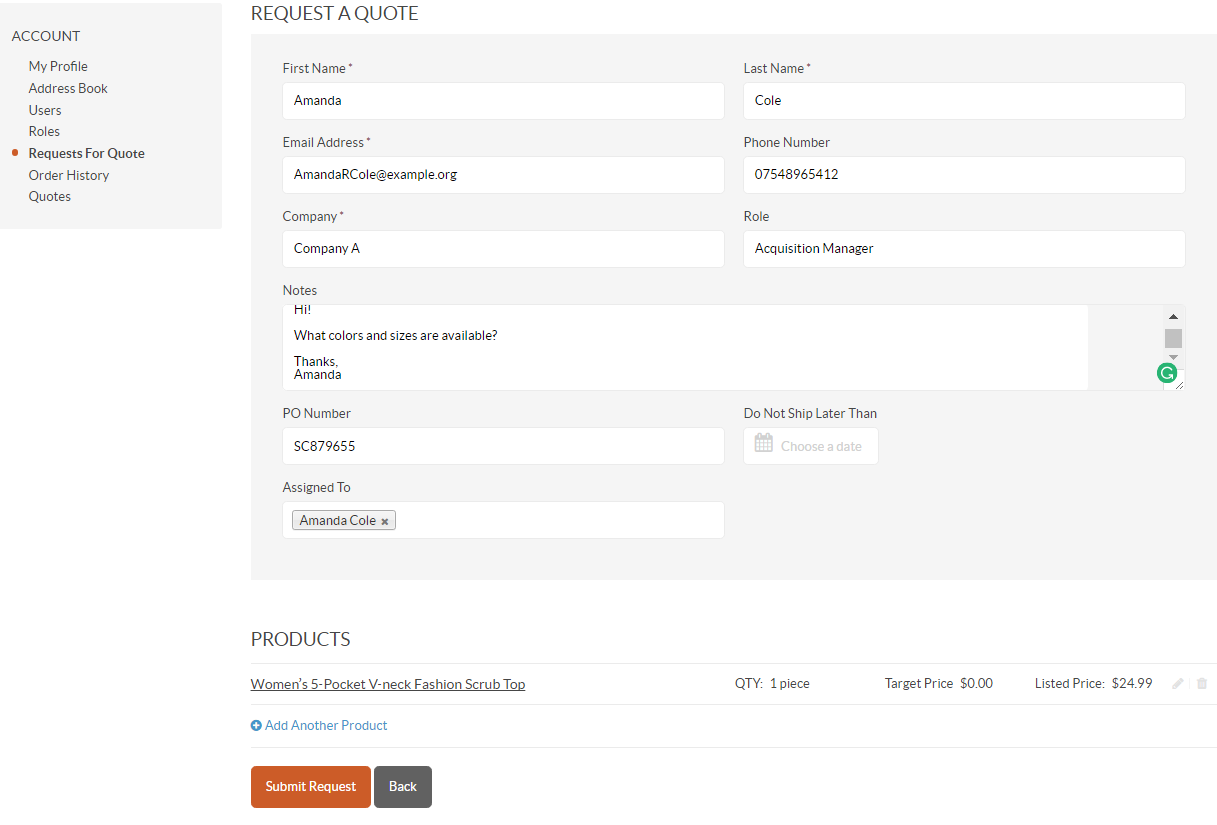 REQUEST A QUOTE
ACCOUNT
My Profile
Address Book
Users
Roles
Requests For Quote
Order History
Quotes
First Name *
Last Name *
Amanda
Cole
Email Address *
Phone Number
AmandaRCole@example.org
07548965412
Company *
Role
Company A
Acquisition Manager
Notes
Hi!
What colors and sizes are available?
Thanks,
Amanda
PO Number
Do Not Ship Later Than
SC879655
Choose a date
Assigned To
Amanda Cole ×
PRODUCTS
Women's 5-Pocket V-neck Fashion Scrub Top QTY: 1 piece Target Price $0.00 Listed Price: $24.99
Add Another Product
Submit Request Back